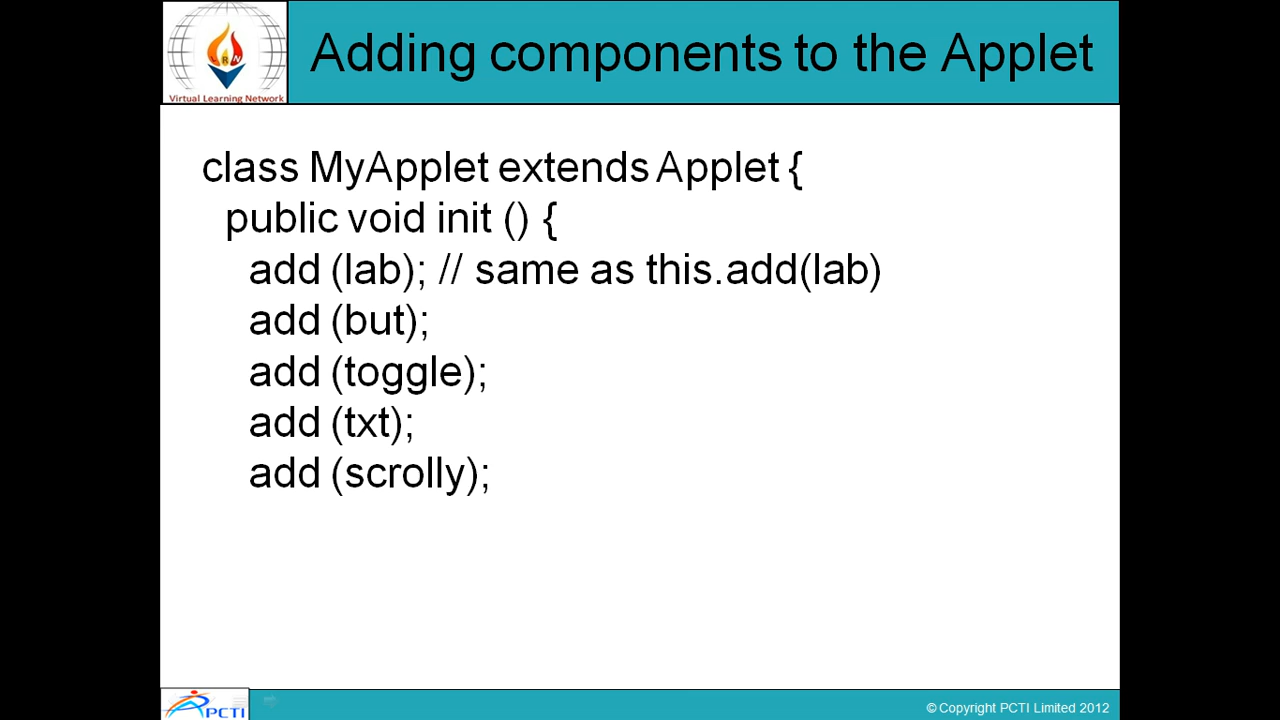 Adding components to the Applet
Virtual Learning Network
class MyApplet extends Applet {
public void init () {
add (lab); // same as this.add(lab)
add (but);
add (toggle);
add (txt);
add (scrolly);
PCTI
© Copyright PCTI Limited 2012